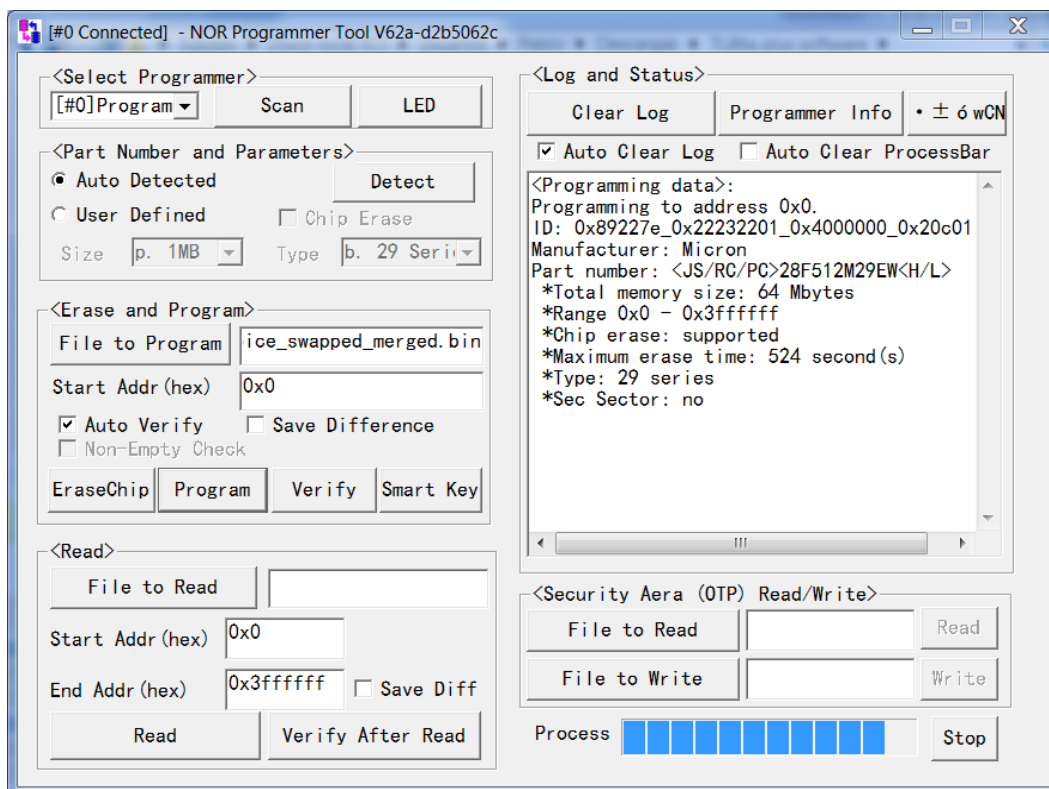 [#0 Connected] - NOR Programmer Tool V62a-d2b5062c
<Select Programmer>
[#0]Program
Scan
LED
<Part Number and Parameters>
Auto Detected
Detect
User Defined
Chip Erase
Size
p. 1MB
Type
b. 29 Seri
<Erase and Program>
File to Program
ice_swapped_merged.bin
Start Addr(hex)
0x0
Auto Verify
Save Difference
Non-Empty Check
EraseChip
Program
Verify
Smart Key
<Read>
File to Read
Start Addr(hex)
0x0
End Addr(hex)
0x3ffffff
Save Diff
Read
Verify After Read
<Log and Status>
Clear Log
Programmer Info
·±ówCN
Auto Clear Log
Auto Clear ProcessBar
<Programming data>:
Programming to address 0x0.
ID: 0x89227e_0x22232201_0x4000000_0x20c01
Manufacturer: Micron
Part number: <JS/RC/PC>28F512M29EW<H/L>
*Total memory size: 64 Mbytes
*Range 0x0 - 0x3ffffff
*Chip erase: supported
*Maximum erase time: 524 second(s)
*Type: 29 series
*Sec Sector: no
<Security Aera (OTP) Read/Write>
File to Read
Read
File to Write
Write
Process
Stop